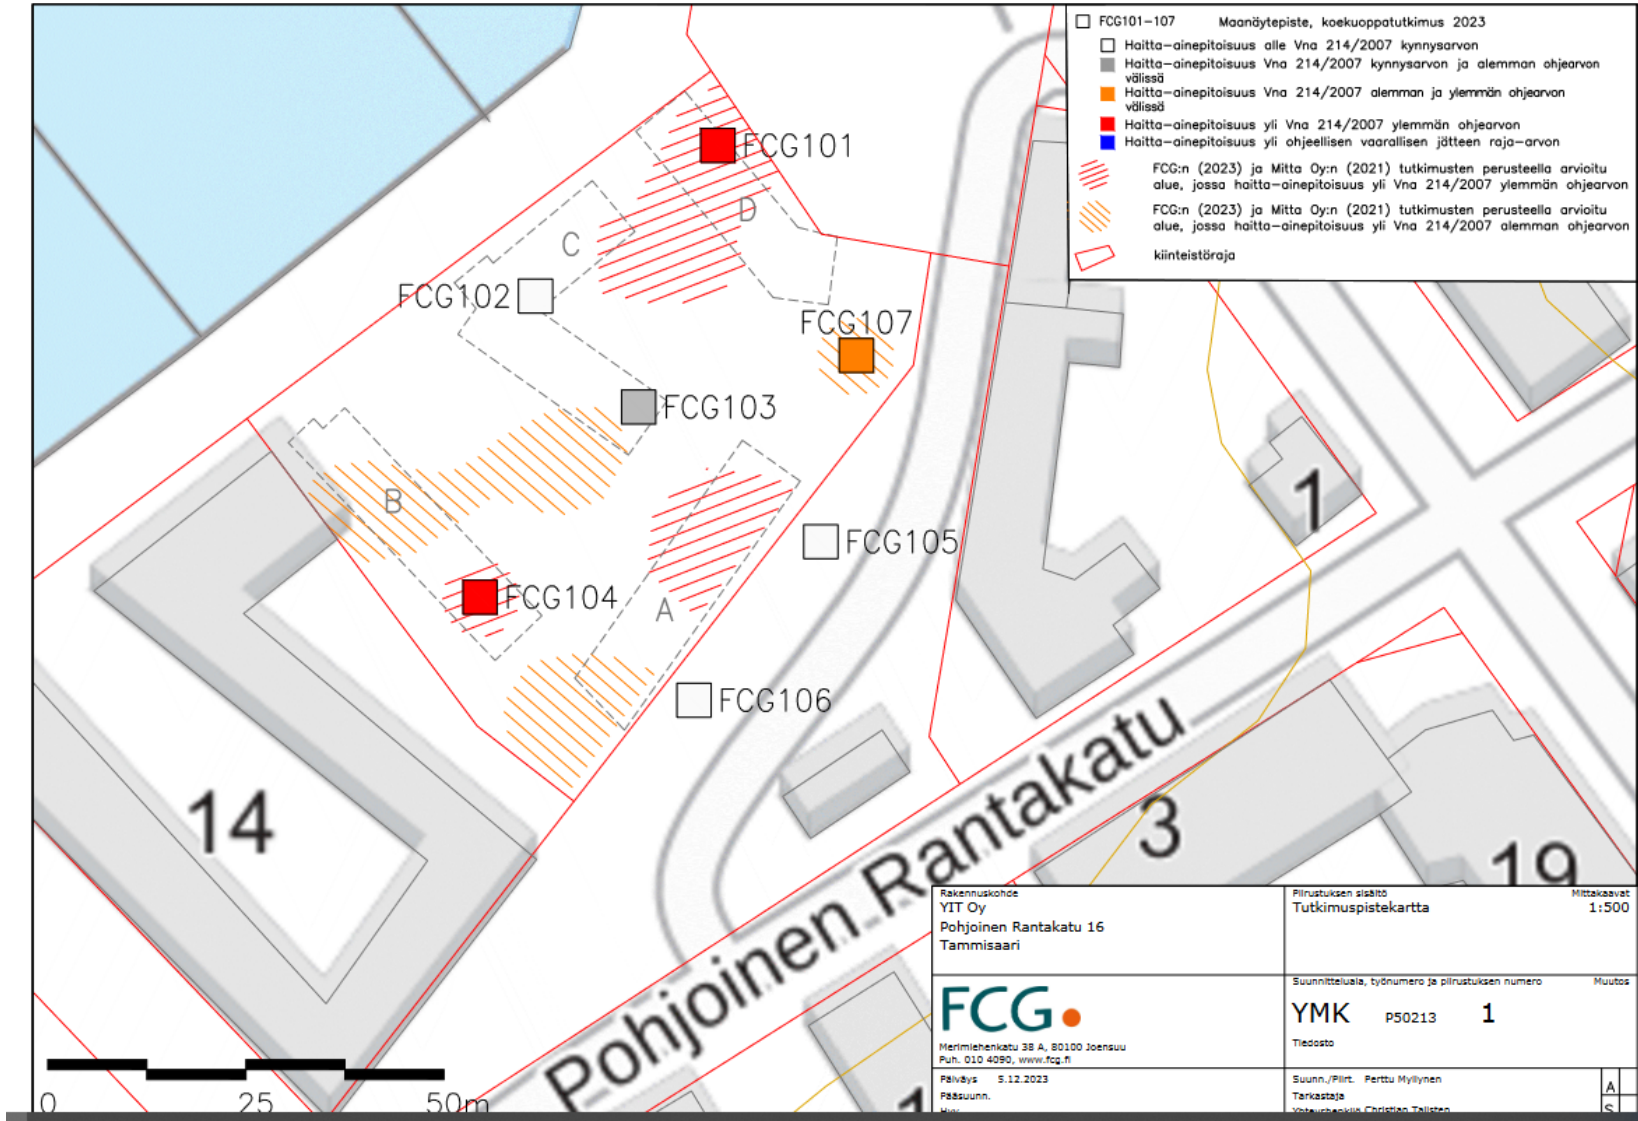 FCG101-107 Maanäytepiste, koekuoppatutkimus 2023
Haitta-ainepitoisuus alle Vna 214/2007 kynnysarvon
Haitta-ainepitoisuus Vna 214/2007 kynnysarvon ja alemman ohjearvon
välissä
Haitta-ainepitoisuus Vna 214/2007 alemman ja ylemmän ohjearvon
välissä
Haitta-ainepitoisuus yli Vna 214/2007 ylemmän ohjearvon
Haitta-ainepitoisuus yli ohjeellisen vaarallisen jätteen raja-arvon
FCG:n (2023) ja Mitta Oy:n (2021) tutkimusten perusteella arvioitu
alue, jossa haitta-ainepitoisuus yli Vna 214/2007 ylemmän ohjearvon
FCG:n (2023) ja Mitta Oy:n (2021) tutkimusten perusteella arvioitu
alue, jossa haitta-ainepitoisuus yli Vna 214/2007 alemman ohjearvon
kiinteistöraja
FCG101
D
C
FCG102
FCG107
FCG103
B
1
FCG105
FCG104
A
FCG106
14
3
19
Pohjoinen Rantakatu
1
0 25 50m
Rakennuskohde
YIT Oy
Pohjoinen Rantakatu 16
Tammisaari
Piirustuksen sisältö Mittakaavat
Tutkimuspistekartta 1:500
FCG
Merimiehenkatu 38 A, 80100 Joensuu
Puh. 010 4090, www.fcg.fi
Suunnitteluala, työnumero ja piirustuksen numero Muutos
YMK P50213 1
Tiedosto
Päiväys 5.12.2023
Pääsuunn.
Hyv.
Suunn./Piirt. Perttu Myllynen
Tarkastaja
Yhteyshenkilö Christian Tallsten
A
S